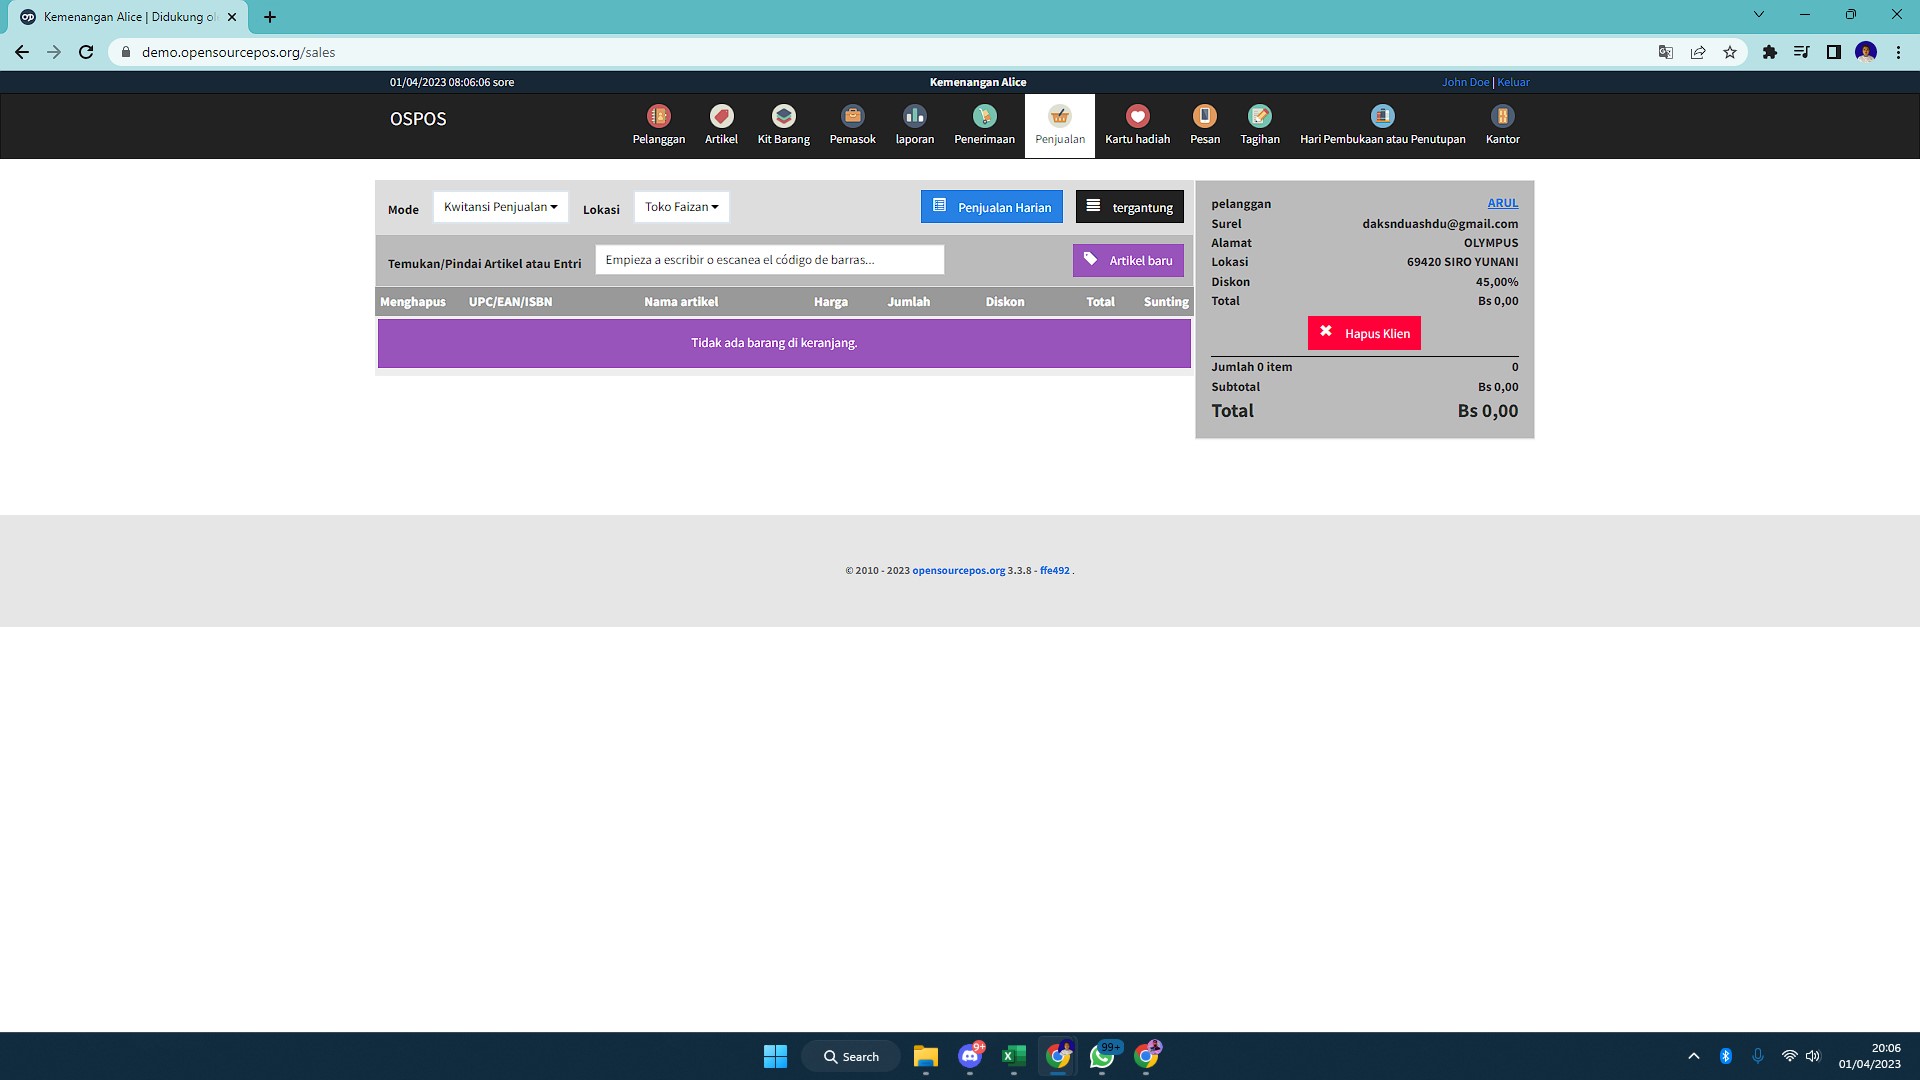 Kemenangan Alice | Didukung ol
demo.opensourcepos.org/sales
01/04/2023 08:06:06 sore
Kemenangan Alice
John Doe | Keluar
OSPOS
Pelanggan
Artikel
Kit Barang
Pemasok
laporan
Penerimaan
Penjualan
Kartu hadiah
Pesan
Tagihan
Hari Pembukaan atau Penutupan
Kantor
Mode
Kwitansi Penjualan
Lokasi
Toko Faizan
Penjualan Harian
tergantung
Temukan/Pindai Artikel atau Entri
Empieza a escribir o escanea el código de barras...
Artikel baru
Menghapus UPC/EAN/ISBN Nama artikel Harga Jumlah Diskon Total Sunting
Tidak ada barang di keranjang.
pelanggan ARUL
Surel daksnduashdu@gmail.com
Alamat OLYMPUS
Lokasi 69420 SIRO YUNANI
Diskon 45,00%
Total Bs 0,00
Hapus Klien
Jumlah 0 item 0
Subtotal Bs 0,00
Total Bs 0,00
© 2010 - 2023 opensourcepos.org 3.3.8 - ffe492 .
Search
9+
99+
20:06
01/04/2023